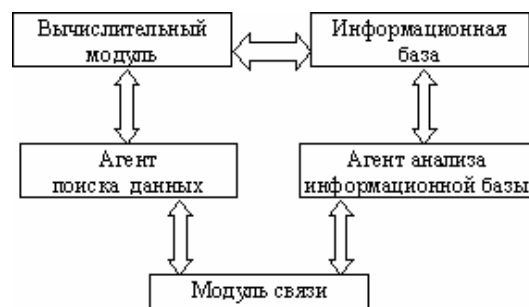 Вычислительный
модуль
Информационная
база
Агент
поиска данных
Агент анализа
информационной базы
Модуль связи